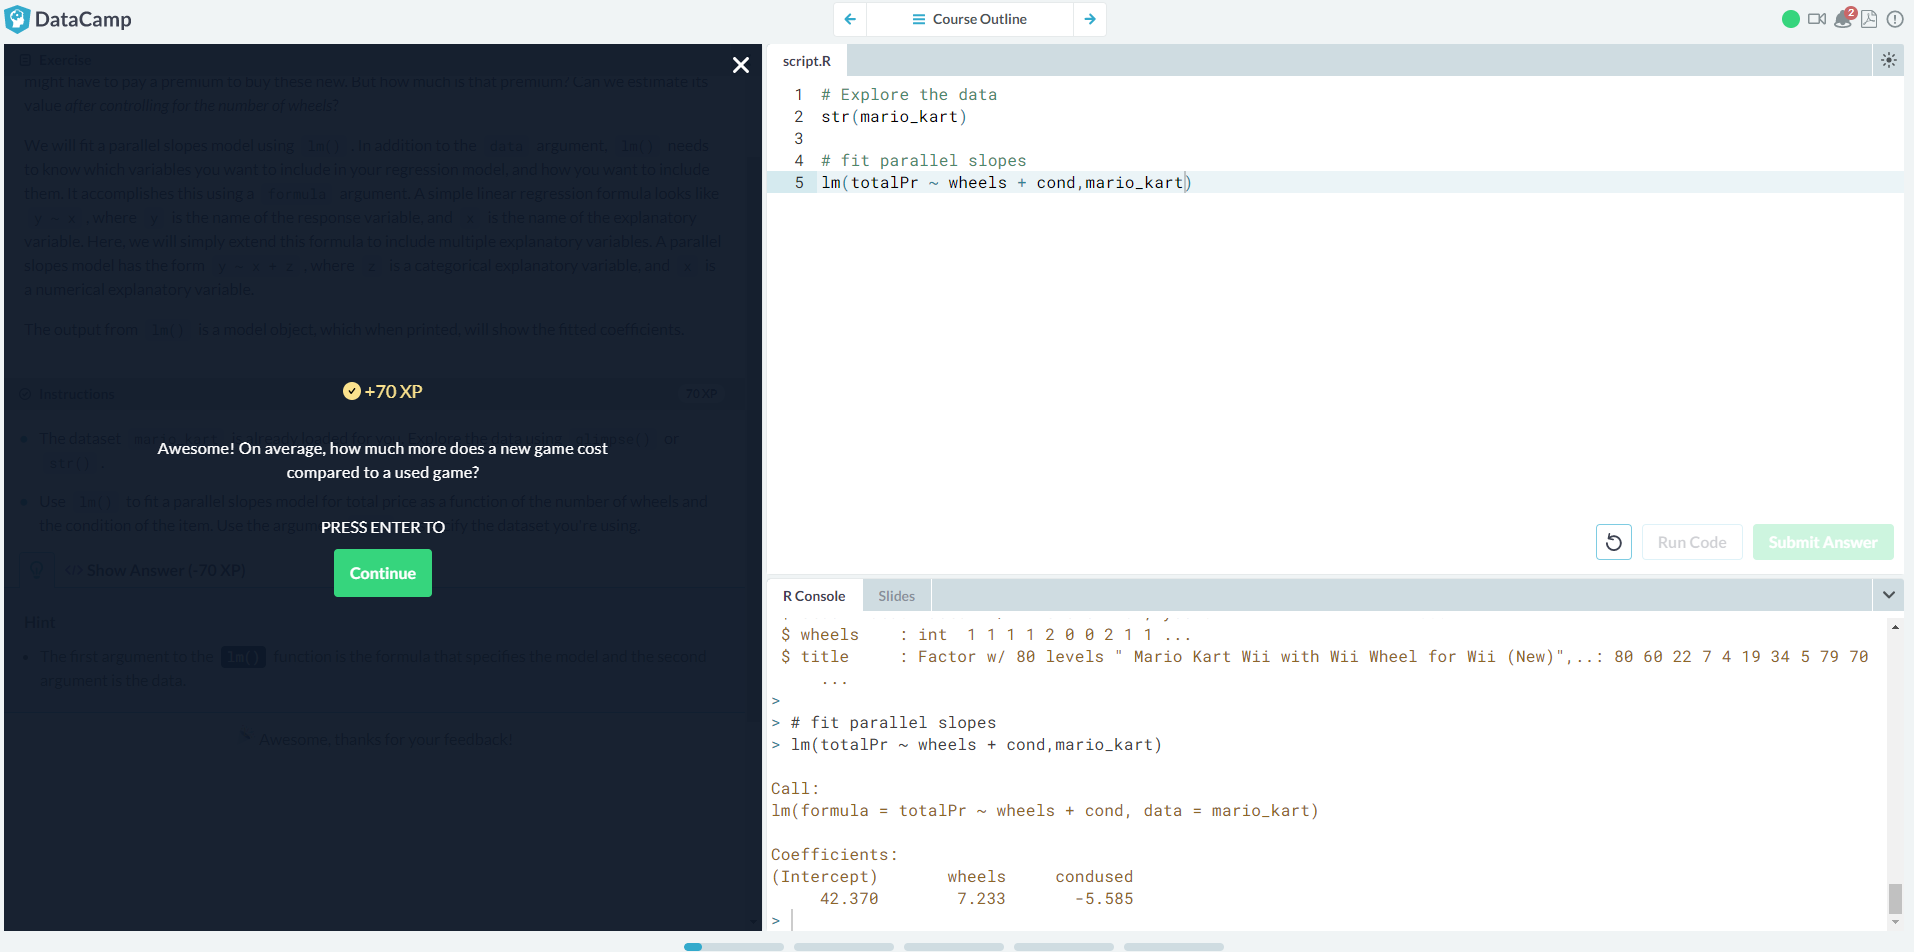 DataCamp
Course Outline
2
Exercise
might have to pay a premium to buy these new. But how much is that premium? Can we estimate its
value after controlling for the number of wheels?
We will fit a parallel slopes model using lm(). In addition to the data argument, lm() needs
to know which variables you want to include in your regression model, and how you want to include
them. It accomplishes this using a formula argument. A simple linear regression formula looks like
y ~ x, where y is the name of the response variable, and x is the name of the explanatory
variable. Here, we will simply extend this formula to include multiple explanatory variables. A parallel
slopes model has the form y ~ x + z, where z is a categorical explanatory variable, and x is
a numerical explanatory variable.
The output from lm() is a model object, which when printed, will show the fitted coefficients.
+70 XP
Instructions
70 XP
The dataset mario_kart is already loaded for you. Explore the data using glimpse() or
str().
Awesome! On average, how much more does a new game cost
compared to a used game?
Use lm() to fit a parallel slopes model for total price as a function of the number of wheels and
the condition of the item. Use the argum the dataset you're using.
PRESS ENTER TO
Continue
</> Show Answer (-70 XP)
Hint
The first argument to the lm() function is the formula that specifies the model and the second
argument is the data.
Awesome, thanks for your feedback!
script.R
1 # Explore the data
2 str(mario_kart)
3
4 # fit parallel slopes
5 lm(totalPr ~ wheels + cond,mario_kart)
Run Code
Submit Answer
R Console
Slides
$ wheels : int 1 1 1 1 2 0 0 2 1 1 ...
$ title : Factor w/ 80 levels " Mario Kart Wii with Wii Wheel for Wii (New)",..: 80 60 22 7 4 19 34 5 79 70
...
>
> # fit parallel slopes
> lm(totalPr ~ wheels + cond,mario_kart)
Call:
lm(formula = totalPr ~ wheels + cond, data = mario_kart)
Coefficients:
(Intercept) wheels condused
42.370 7.233 -5.585
>